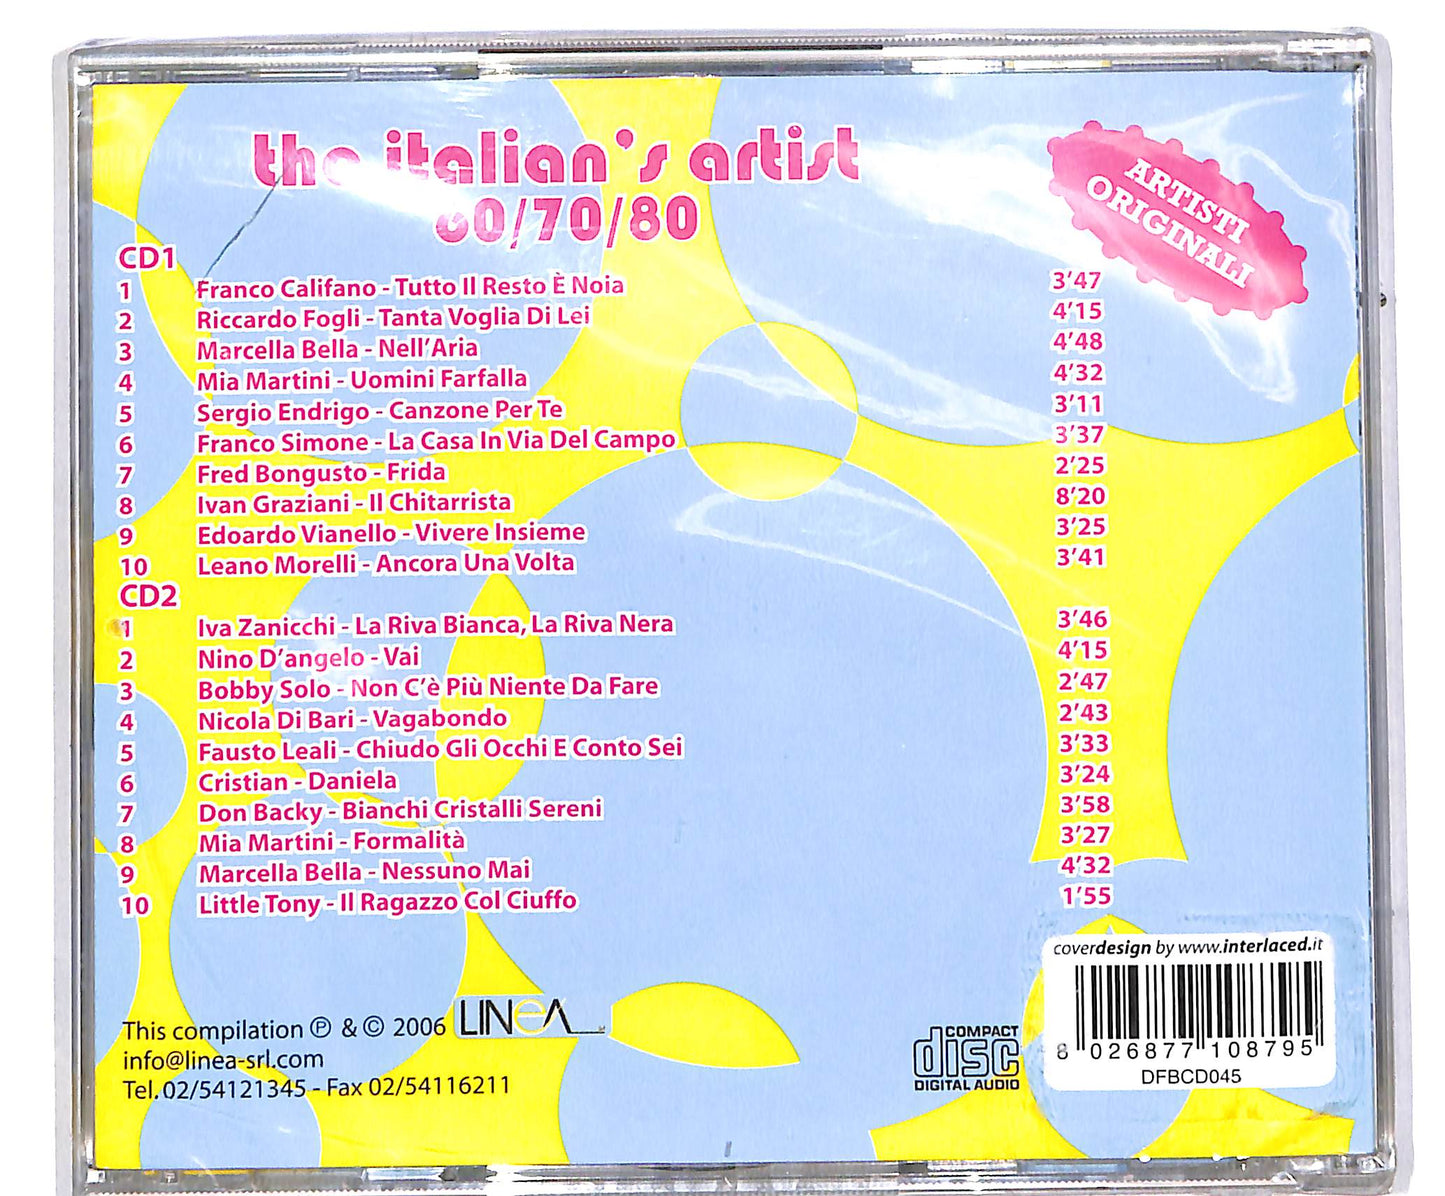 the italian's artist
60/70/80
ARTISTI
ORIGINALI
CD1
1 Franco Califano - Tutto Il Resto È Noia 3'47
2 Riccardo Fogli - Tanta Voglia Di Lei 4'15
3 Marcella Bella - Nell'Aria 4'48
4 Mia Martini - Uomini Farfalla 4'32
5 Sergio Endrigo - Canzone Per Te 3'11
6 Franco Simone - La Casa In Via Del Campo 3'37
7 Fred Bongusto - Frida 2'25
8 Ivan Graziani - Il Chitarrista 8'20
9 Edoardo Vianello - Vivere Insieme 3'25
10 Leano Morelli - Ancora Una Volta 3'41
CD2
1 Iva Zanicchi - La Riva Bianca, La Riva Nera 3'46
2 Nino D'angelo - Vai 4'15
3 Bobby Solo - Non C'è Più Niente Da Fare 2'47
4 Nicola Di Bari - Vagabondo 2'43
5 Fausto Leali - Chiudo Gli Occhi E Conto Sei 3'33
6 Cristian - Daniela 3'24
7 Don Backy - Bianchi Cristalli Sereni 3'58
8 Mia Martini - Formalità 3'27
9 Marcella Bella - Nessuno Mai 4'32
10 Little Tony - Il Ragazzo Col Ciuffo 1'55
This compilation ℗ & © 2006 LINEA
info@linea-srl.com
Tel. 02/54121345 - Fax 02/54116211
COMPACT
disc
DIGITAL AUDIO
coverdesign by www.interlaced.it
8 026877 108795
DFBCD045